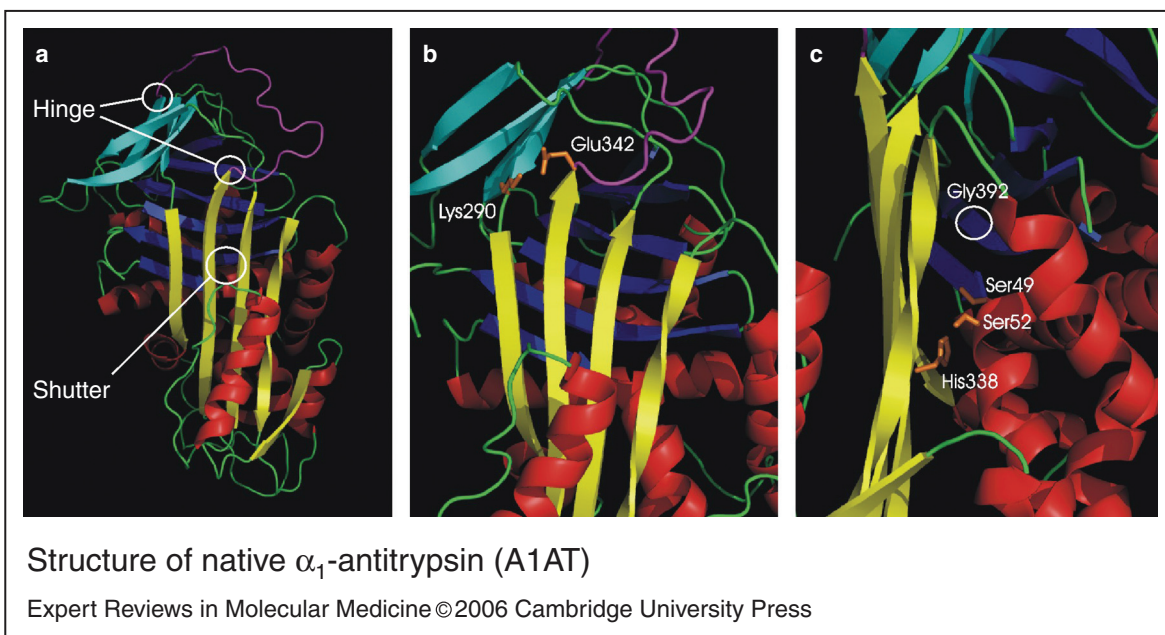 a
Hinge
Shutter
b
Glu342
Lys290
c
Gly392
Ser49
Ser52
His338
Structure of native α₁-antitrypsin (A1AT)
Expert Reviews in Molecular Medicine ©2006 Cambridge University Press